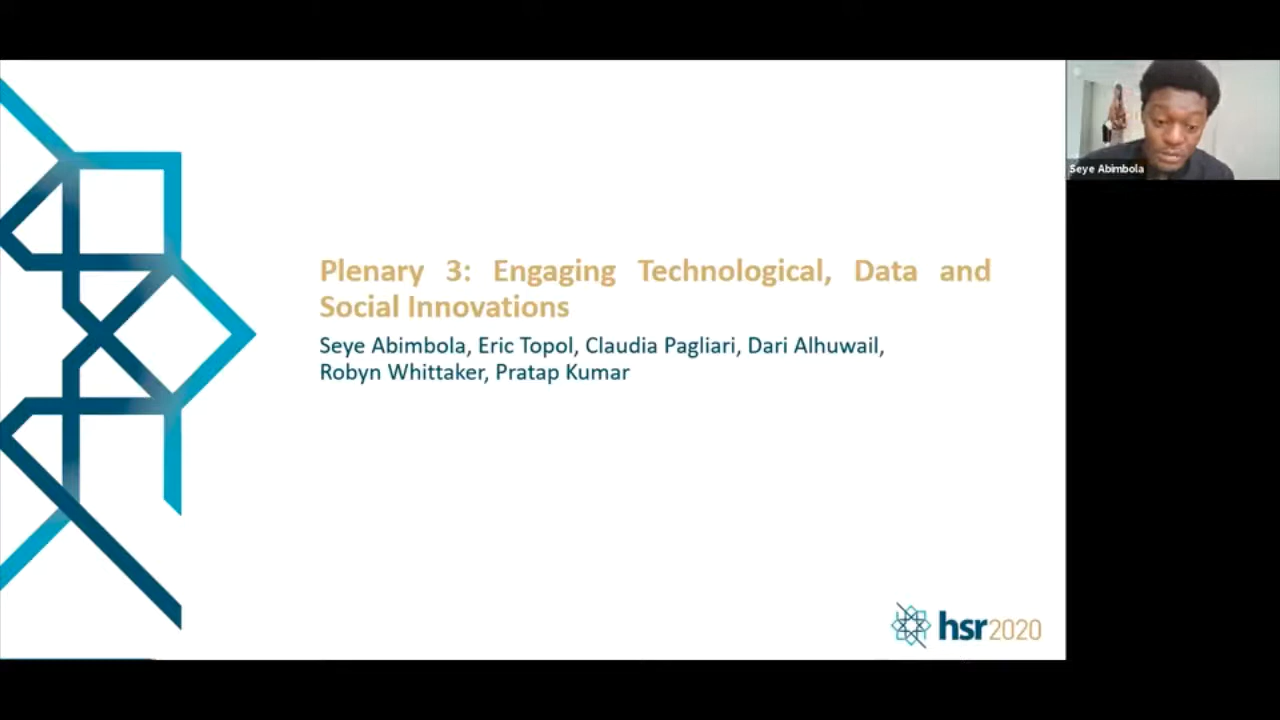 Plenary 3: Engaging Technological, Data and
Social Innovations
Seye Abimbola, Eric Topol, Claudia Pagliari, Dari Alhuwail,
Robyn Whittaker, Pratap Kumar
Seye Abimbola
hsr2020